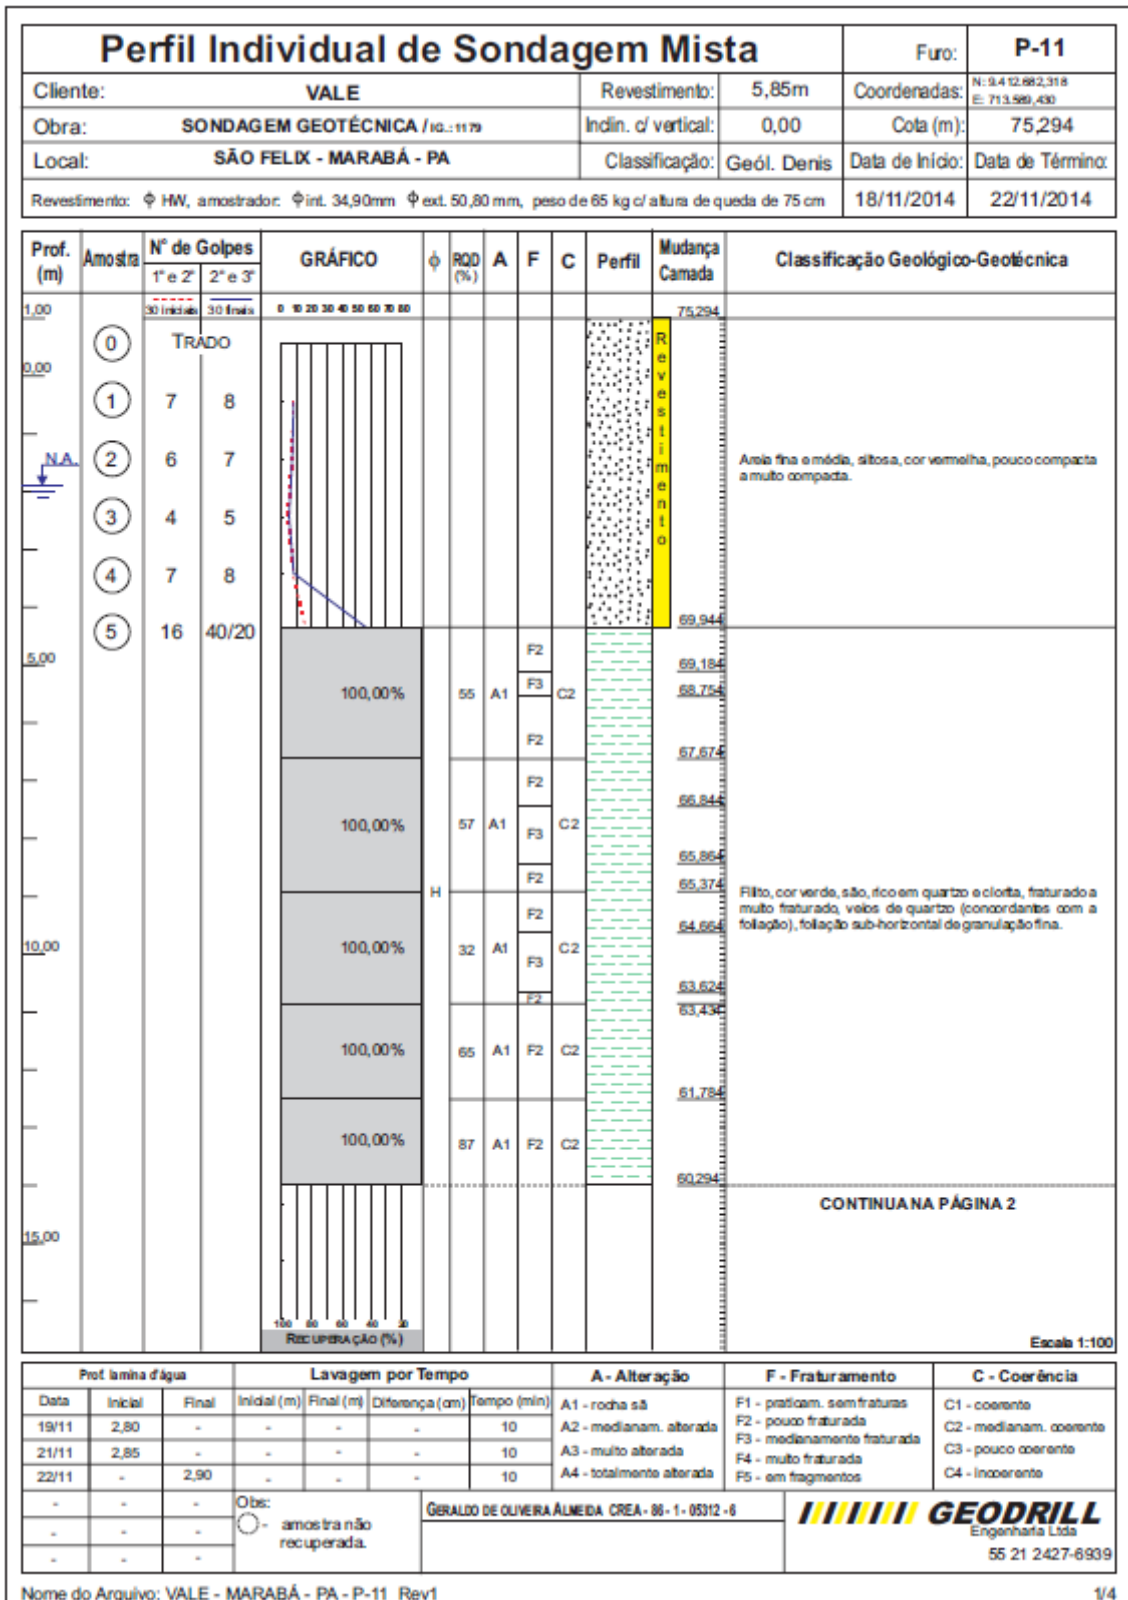 Perfil Individual de Sondagem Mista
Furo: P-11
Cliente: VALE
Revestimento: 5,85m
Coordenadas: N: 9.412.682,318
E: 713.589,430
Obra: SONDAGEM GEOTÉCNICA / IG.: 1179
Inclin. c/ vertical: 0,00
Cota (m): 75,294
Local: SÃO FELIX - MARABÁ - PA
Classificação: Geól. Denis
Data de Início: Data de Término:
Revestimento: ϕ HW, amostrador: ϕ int. 34,90mm ϕ ext. 50,80 mm, peso de 65 kg c/ altura de queda de 75 cm
18/11/2014 22/11/2014
Prof. (m) Amostra N° de Golpes GRÁFICO ϕ RQD (%) A F C Perfil Mudança Camada Classificação Geológico-Geotécnica
1° e 2° 2° e 3°
30 iniciais 30 finais 0 10 20 30 40 50 60 70 80
1,00 75,294
0 TRADO
0,00
1 7 8
N.A. 2 6 7
3 4 5
4 7 8
5 16 40/20
Revestimento
Areia fina e média, siltosa, cor vermelha, pouco compacta
a muito compacta.
69,944
5,00 F2 69,184
100,00% 55 A1 F3 C2 68,754
F2 67,674
F2 66,844
100,00% 57 A1 F3 C2 65,864
F2 65,374
H
Filito, cor verde, são, rico em quartzo e clorita, fraturado a
muito fraturado, veios de quartzo (concordantes com a
foliação), foliação sub-horizontal de granulação fina.
F2 64,664
10,00 100,00% 32 A1 F3 C2 63,624
F2 63,434
100,00% 65 A1 F2 C2 61,784
100,00% 87 A1 F2 C2 60,294
CONTINUA NA PÁGINA 2
15,00
100 80 60 40 20
RECUPERAÇÃO (%)
Escala 1:100
Prof. lamina d'água Lavagem por Tempo A - Alteração F - Fraturamento C - Coerência
Data Inicial Final Inicial (m) Final (m) Diferença (cm) Tempo (min)
19/11 2,80 - - - - 10
21/11 2,85 - - - - 10
22/11 - 2,90 - - - 10
- - -
- - -
- - -
A1 - rocha sã
A2 - medianam. alterada
A3 - muito alterada
A4 - totalmente alterada
F1 - praticam. sem fraturas
F2 - pouco fraturada
F3 - medianamente fraturada
F4 - muito fraturada
F5 - em fragmentos
C1 - coerente
C2 - medianam. coerente
C3 - pouco coerente
C4 - incoerente
Obs:
- amostra não
recuperada.
GERALDO DE OLIVEIRA ALMEIDA CREA - 86 - 1 - 05312 - 6
GEODRILL
Engenharia Ltda
55 21 2427-6939
Nome do Arquivo: VALE - MARABÁ - PA - P-11_Rev1
1/4